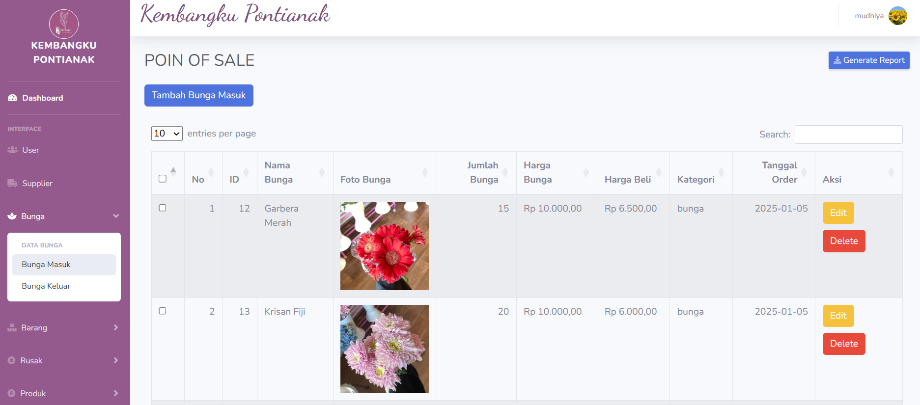 KEMBANGKU
PONTIANAK
Dashboard
INTERFACE
User
Supplier
Bunga
DATA BUNGA
Bunga Masuk
Bunga Keluar
Barang
Rusak
Produk
Kembangku Pontianak
mudhiya
POIN OF SALE
Generate Report
Tambah Bunga Masuk
10 entries per page
Search:
No ID Nama Bunga Foto Bunga Jumlah Bunga Harga Bunga Harga Beli Kategori Tanggal Order Aksi
1 12 Garbera Merah 15 Rp 10.000,00 Rp 6.500,00 bunga 2025-01-05 Edit
Delete
2 13 Krisan Fiji 20 Rp 10.000,00 Rp 6.000,00 bunga 2025-01-05 Edit
Delete